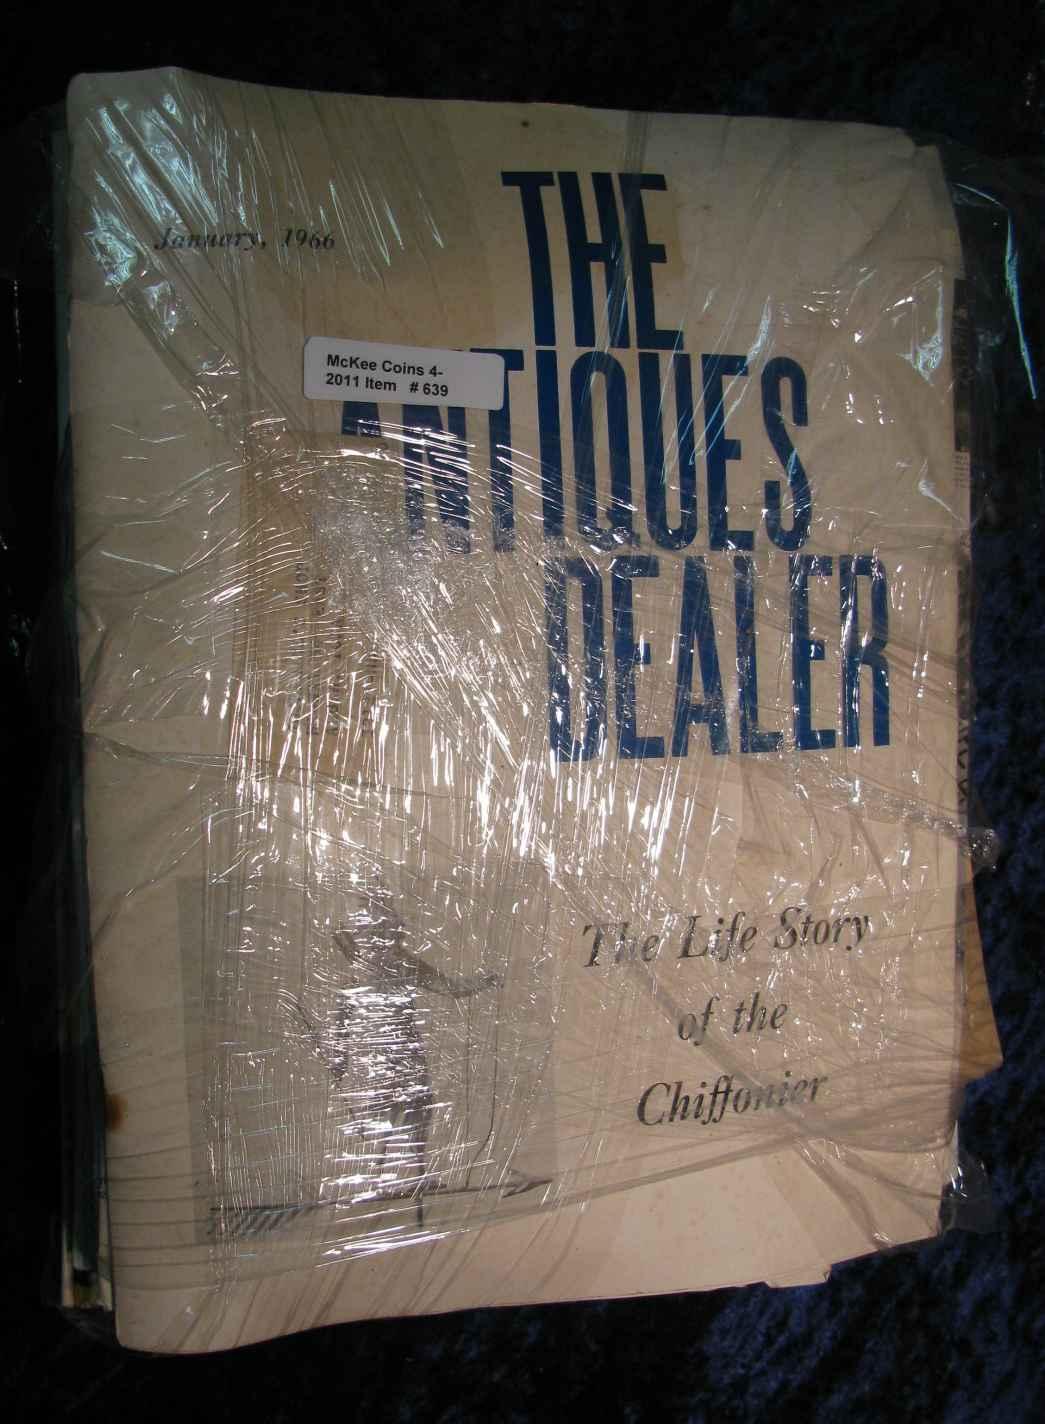 January, 1966
THE
ANTIQUES
DEALER
McKee Coins 4-
2011 Item # 639
The Life Story
of the
Chiffonier